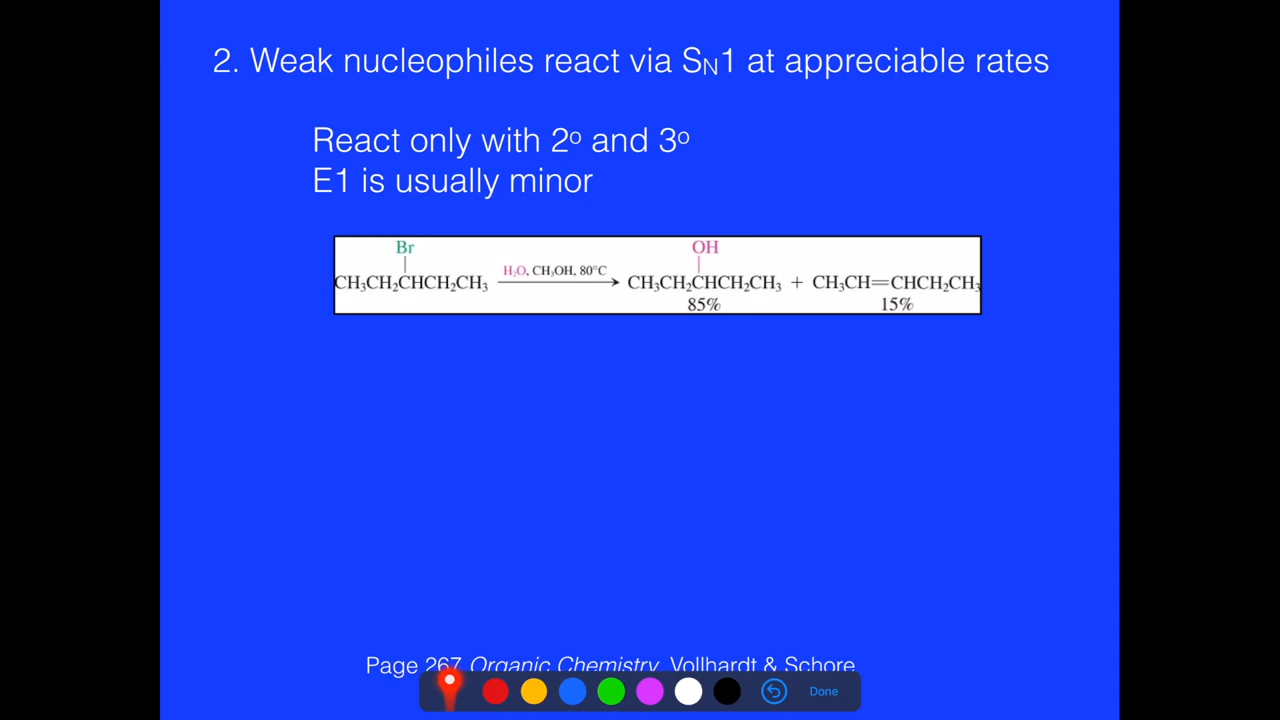 2. Weak nucleophiles react via SN1 at appreciable rates
React only with 2º and 3º
E1 is usually minor
Br OH
CH₃CH₂CHCH₂CH₃ H₂O, CH₃OH, 80°C CH₃CH₂CHCH₂CH₃ + CH₃CH=CHCH₂CH₃
85% 15%
Page 267 Organic Chemistry, Vollhardt & Schore
Done